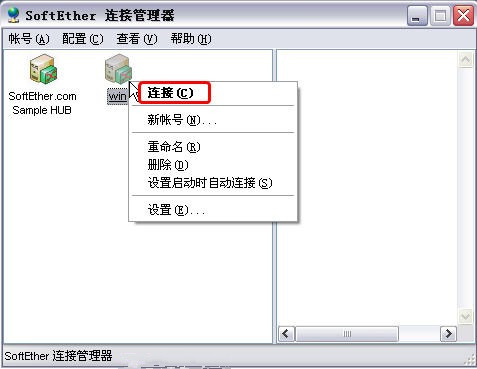 SoftEther 连接管理器
帐号(A) 配置(C) 查看(V) 帮助(H)
SoftEther.com
Sample HUB
win
连接(C)
新帐号(N)...
重命名(R)
删除(D)
设置启动时自动连接(S)
设置(E)...
SoftEther 连接管理器